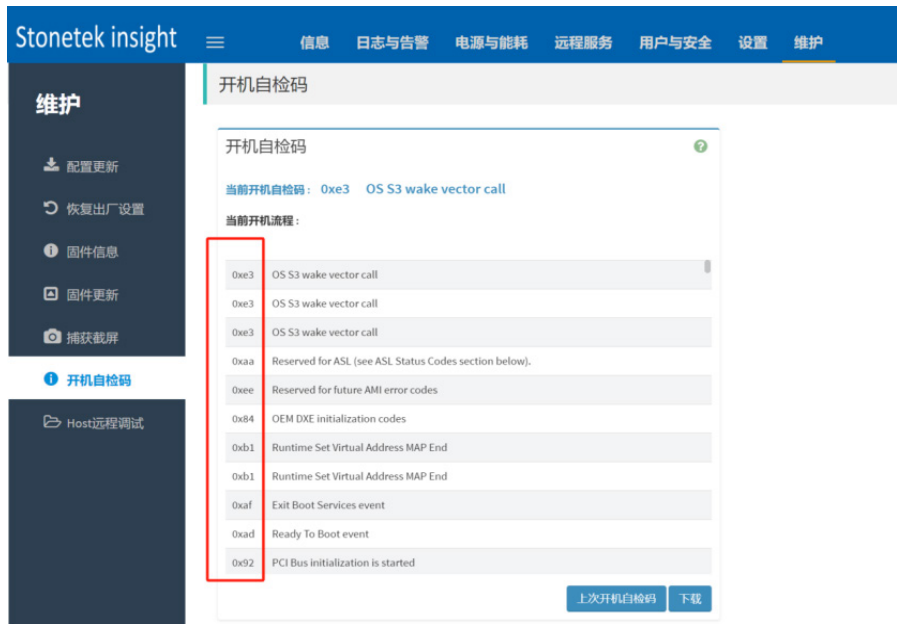 Stonetek insight
信息 日志与告警 电源与能耗 远程服务 用户与安全 设置 维护
维护
配置更新
恢复出厂设置
固件信息
固件更新
捕获截屏
开机自检码
Host远程调试
开机自检码
开机自检码
当前开机自检码: 0xe3 OS S3 wake vector call
当前开机流程:
0xe3 OS S3 wake vector call
0xe3 OS S3 wake vector call
0xe3 OS S3 wake vector call
0xaa Reserved for ASL (see ASL Status Codes section below).
0xee Reserved for future AMI error codes
0x84 OEM DXE initialization codes
0xb1 Runtime Set Virtual Address MAP End
0xb1 Runtime Set Virtual Address MAP End
0xaf Exit Boot Services event
0xad Ready To Boot event
0x92 PCI Bus initialization is started
上次开机自检码 下载